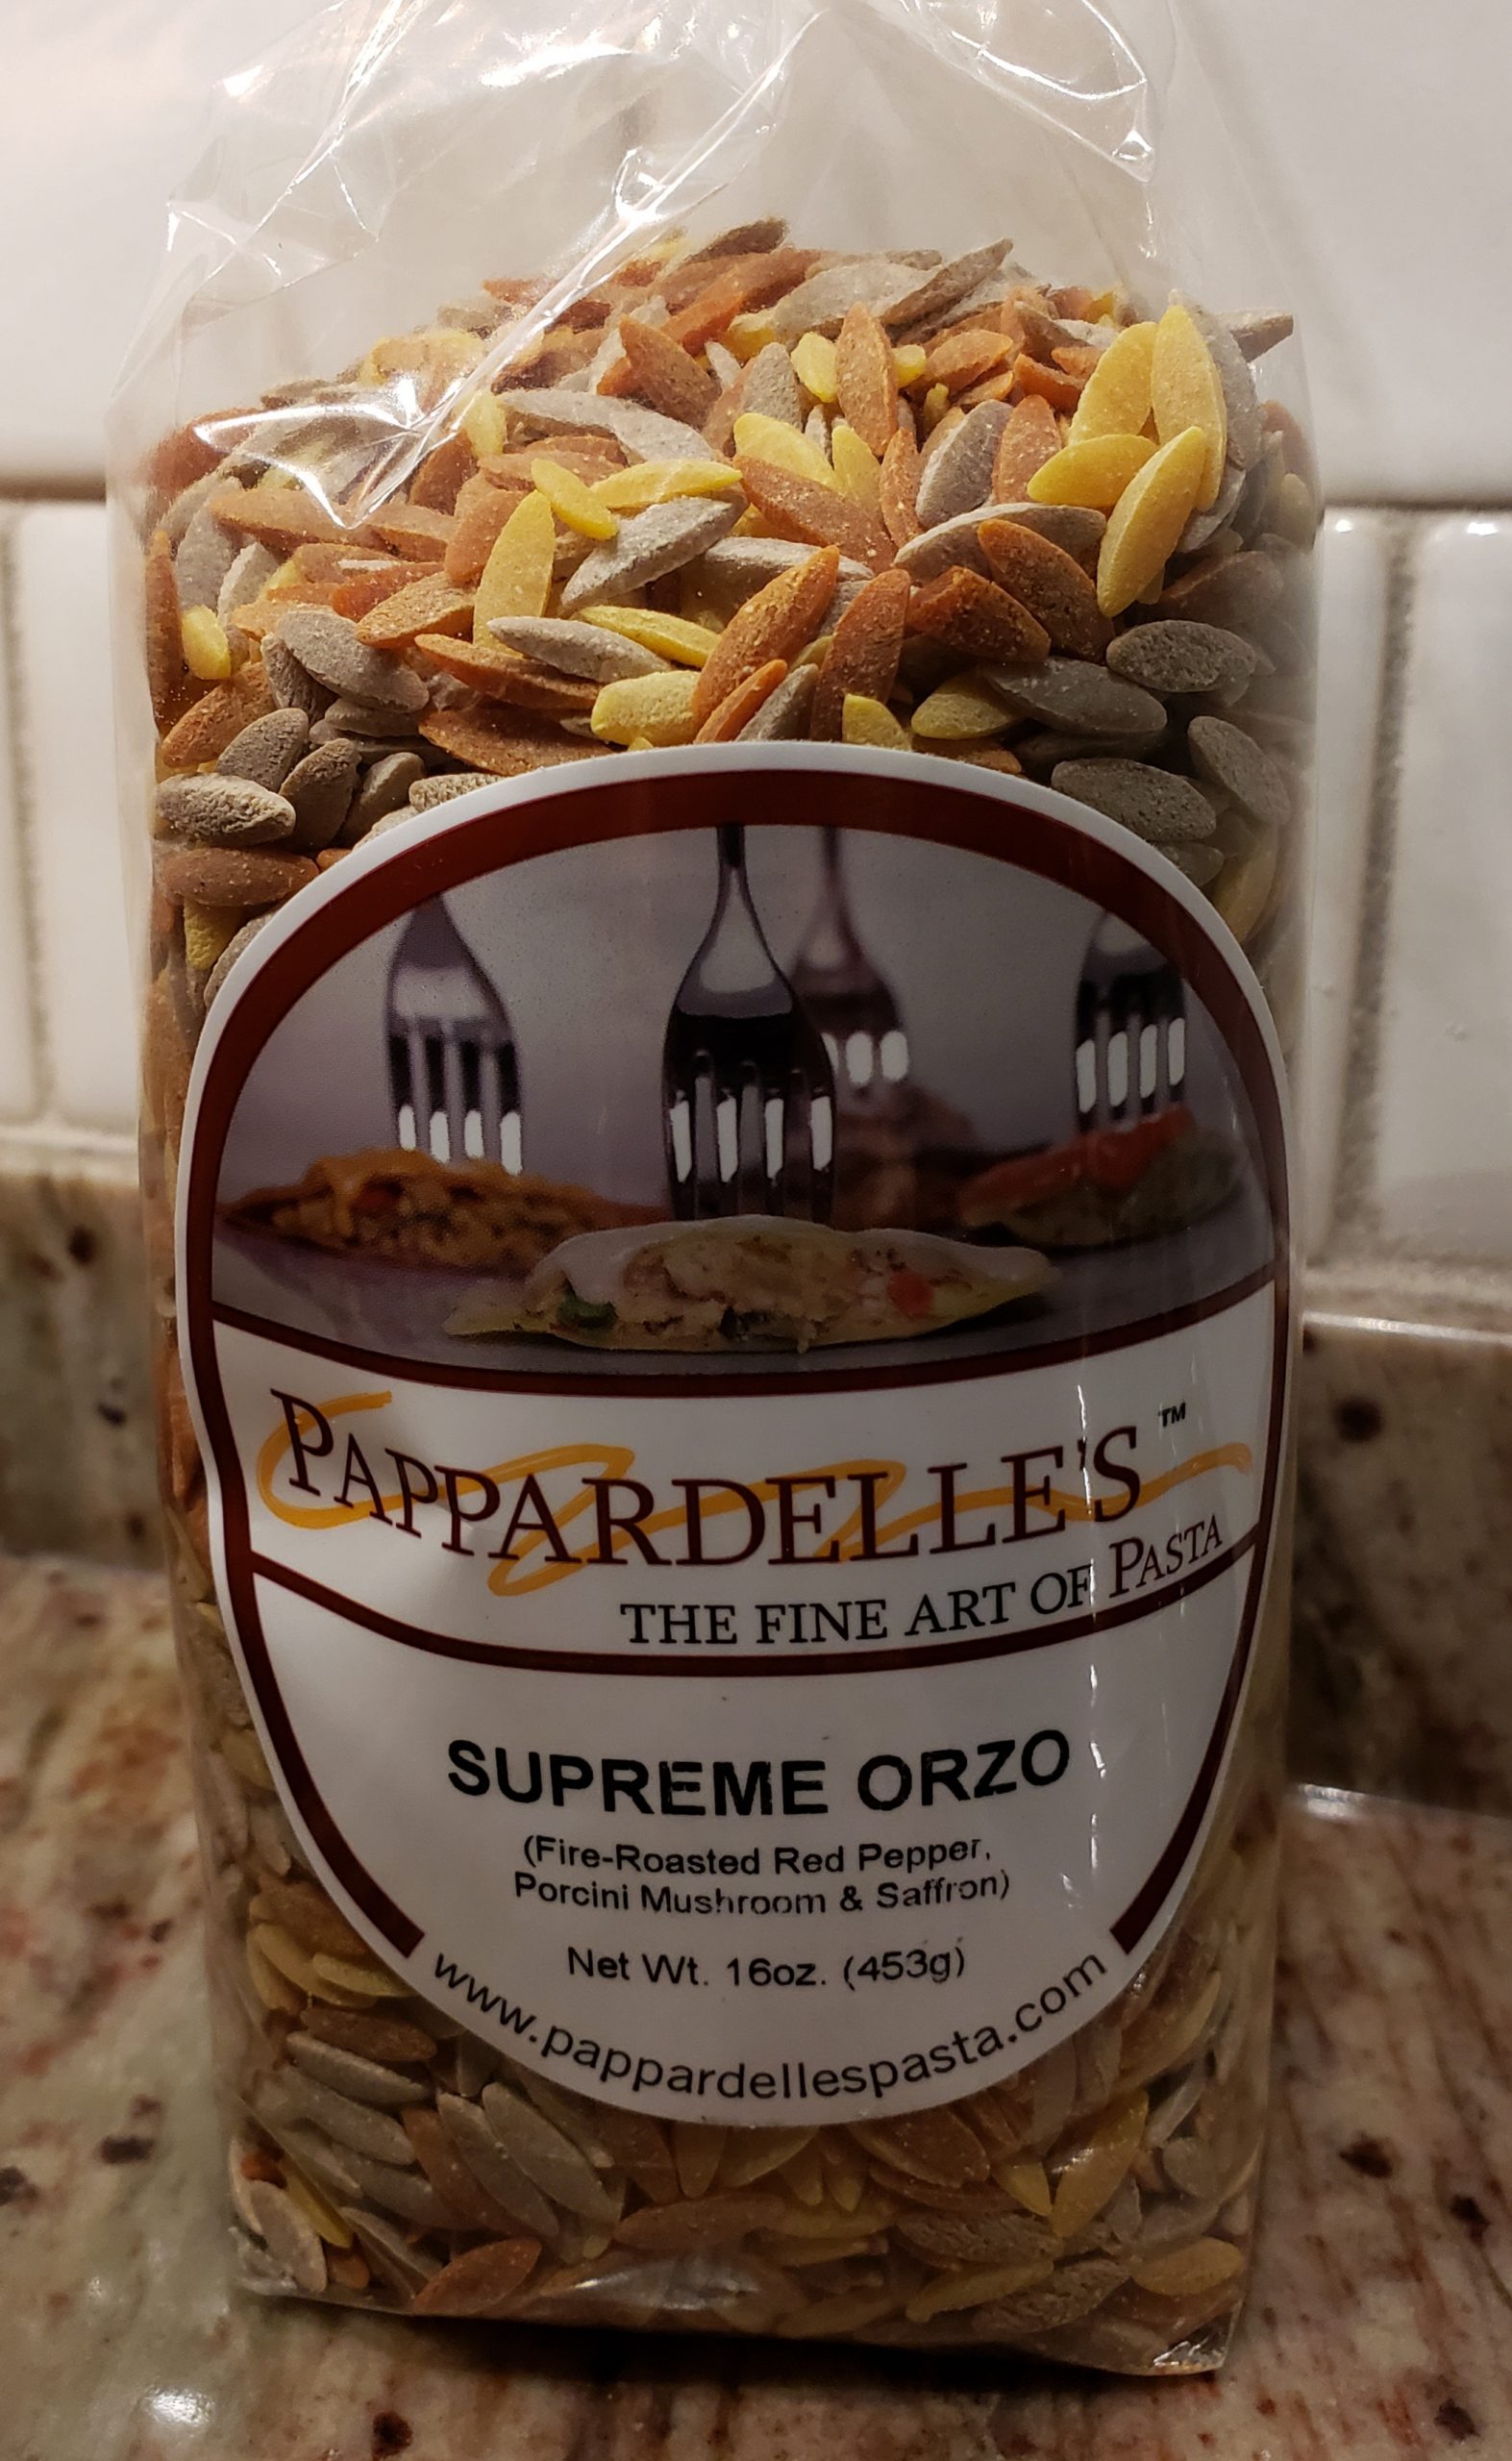 PAPPARDELLE'S™
THE FINE ART OF PASTA
SUPREME ORZO
(Fire-Roasted Red Pepper,
Porcini Mushroom & Saffron)
Net Wt. 16oz. (453g)
www.pappardellespasta.com